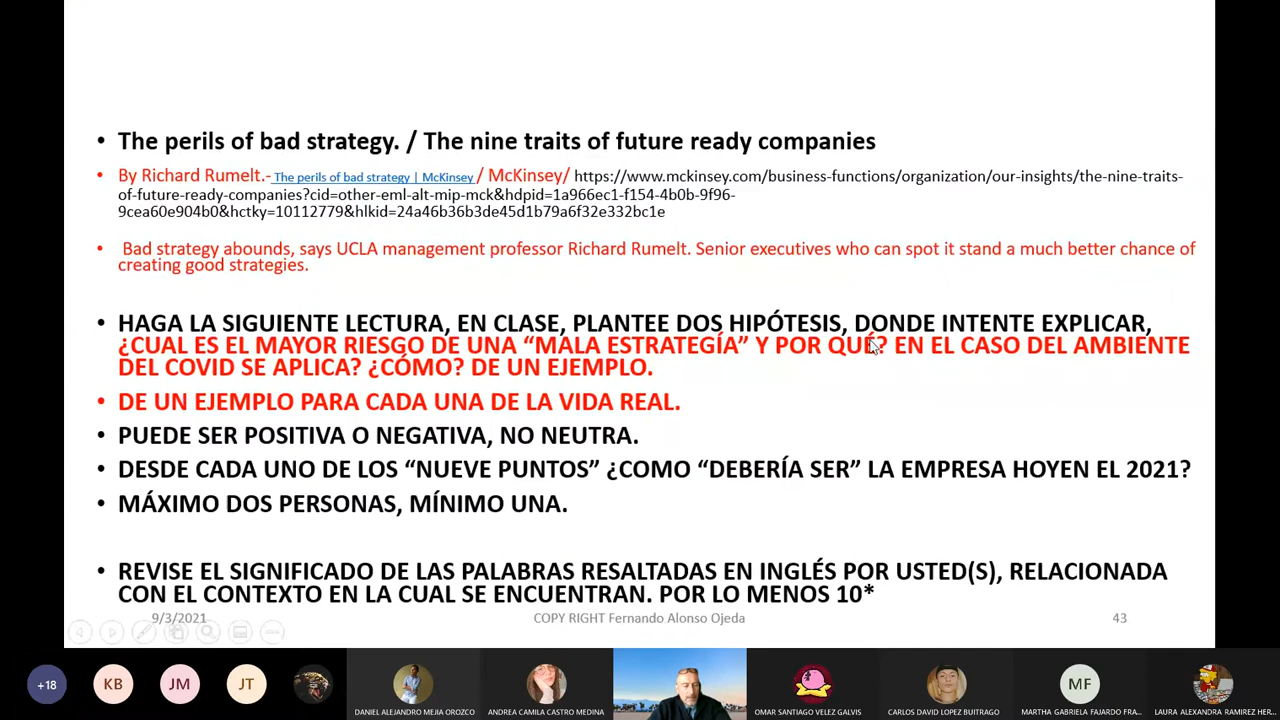 • The perils of bad strategy. / The nine traits of future ready companies
• By Richard Rumelt.- The perils of bad strategy | McKinsey / McKinsey/ https://www.mckinsey.com/business-functions/organization/our-insights/the-nine-traits-
of-future-ready-companies?cid=other-eml-alt-mip-mck&hdpid=1a966ec1-f154-4b0b-9f96-
9cea60e904b0&hctky=10112779&hlkid=24a46b36b3de45d1b79a6f32e332bc1e
• Bad strategy abounds, says UCLA management professor Richard Rumelt. Senior executives who can spot it stand a much better chance of
creating good strategies.
• HAGA LA SIGUIENTE LECTURA, EN CLASE, PLANTEE DOS HIPÓTESIS, DONDE INTENTE EXPLICAR,
¿CUAL ES EL MAYOR RIESGO DE UNA “MALA ESTRATEGÍA” Y POR QUÉ? EN EL CASO DEL AMBIENTE
DEL COVID SE APLICA? ¿CÓMO? DE UN EJEMPLO.
• DE UN EJEMPLO PARA CADA UNA DE LA VIDA REAL.
• PUEDE SER POSITIVA O NEGATIVA, NO NEUTRA.
• DESDE CADA UNO DE LOS “NUEVE PUNTOS” ¿COMO “DEBERÍA SER” LA EMPRESA HOYEN EL 2021?
• MÁXIMO DOS PERSONAS, MÍNIMO UNA.
• REVISE EL SIGNIFICADO DE LAS PALABRAS RESALTADAS EN INGLÉS POR USTED(S), RELACIONADA
CON EL CONTEXTO EN LA CUAL SE ENCUENTRAN. POR LO MENOS 10*
9/3/2021 COPY RIGHT Fernando Alonso Ojeda 43
+18 KB JM JT MF
DANIEL ALEJANDRO MEJIA OROZCO ANDREA CAMILA CASTRO MEDINA OMAR SANTIAGO VELEZ GALVIS CARLOS DAVID LOPEZ BUITRAGO MARTHA GABRIELA FAJARDO FRA... LAURA ALEXANDRA RAMIREZ HER...